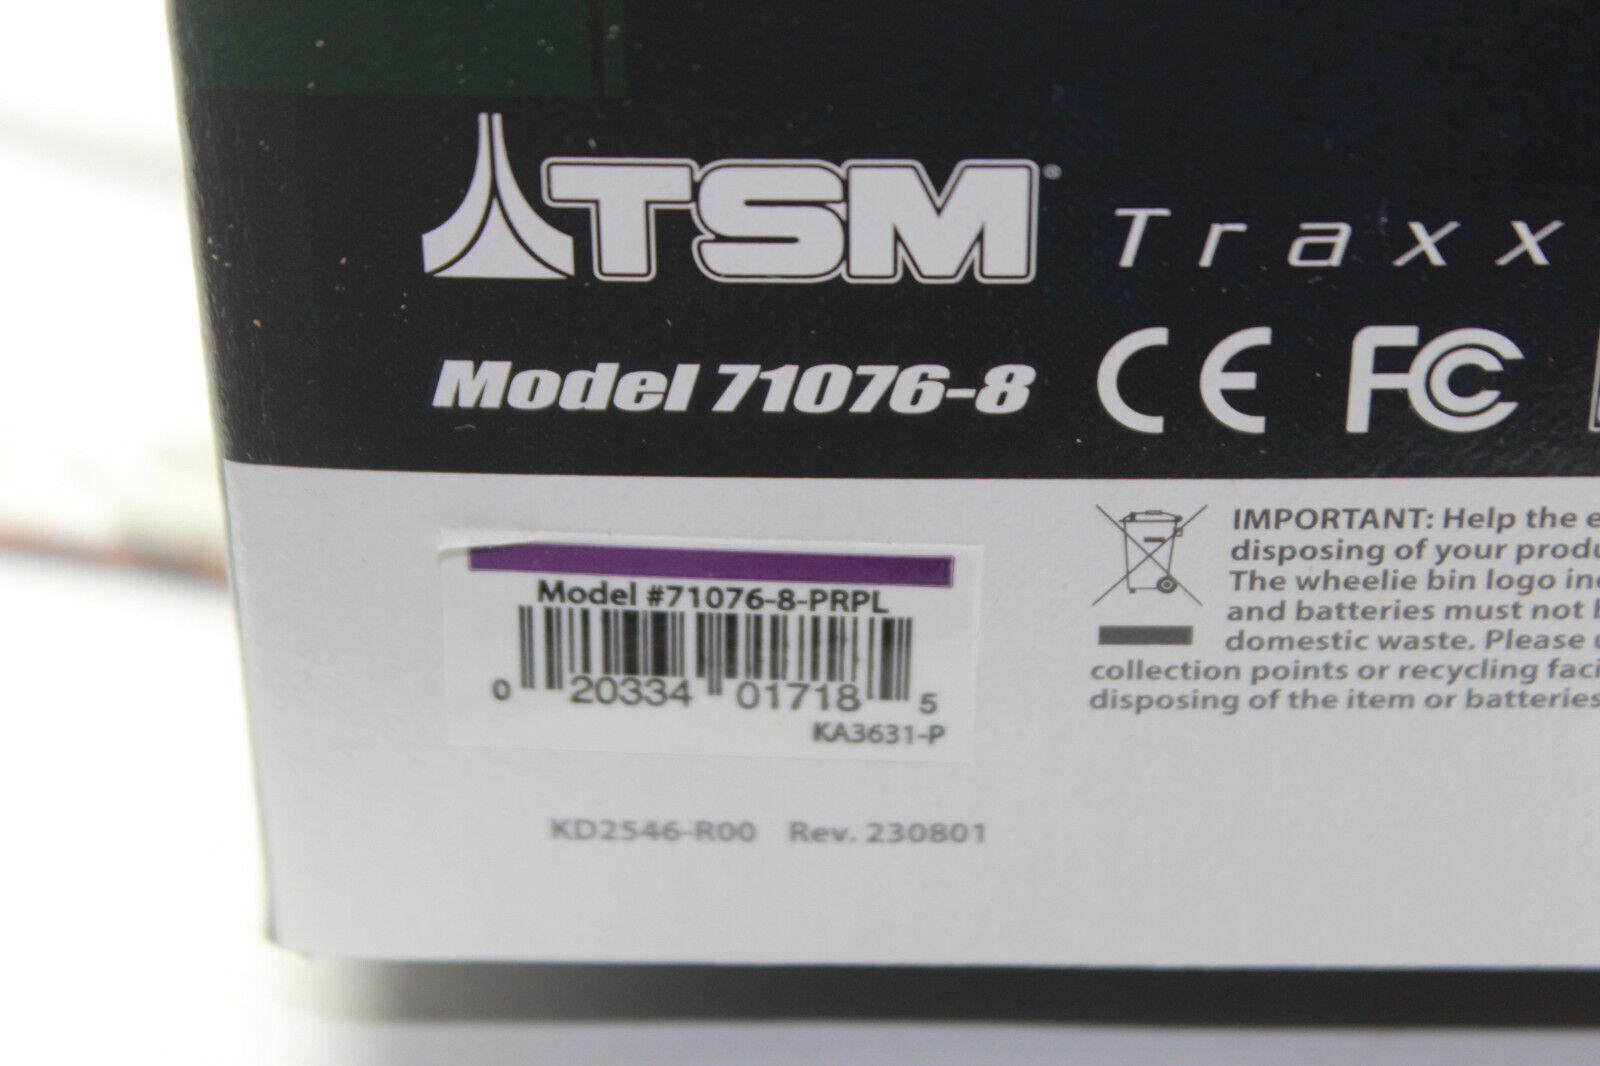 TSM® Traxx
Model 71076-8 CE FC
IMPORTANT: Help the e
disposing of your produ
The wheelie bin logo in
and batteries must not b
domestic waste. Please u
collection points or recycling faci
disposing of the item or batteries
Model #71076-8-PRPL
0 20334 01718 5
KA3631-P
KD2546-R00 Rev. 230801